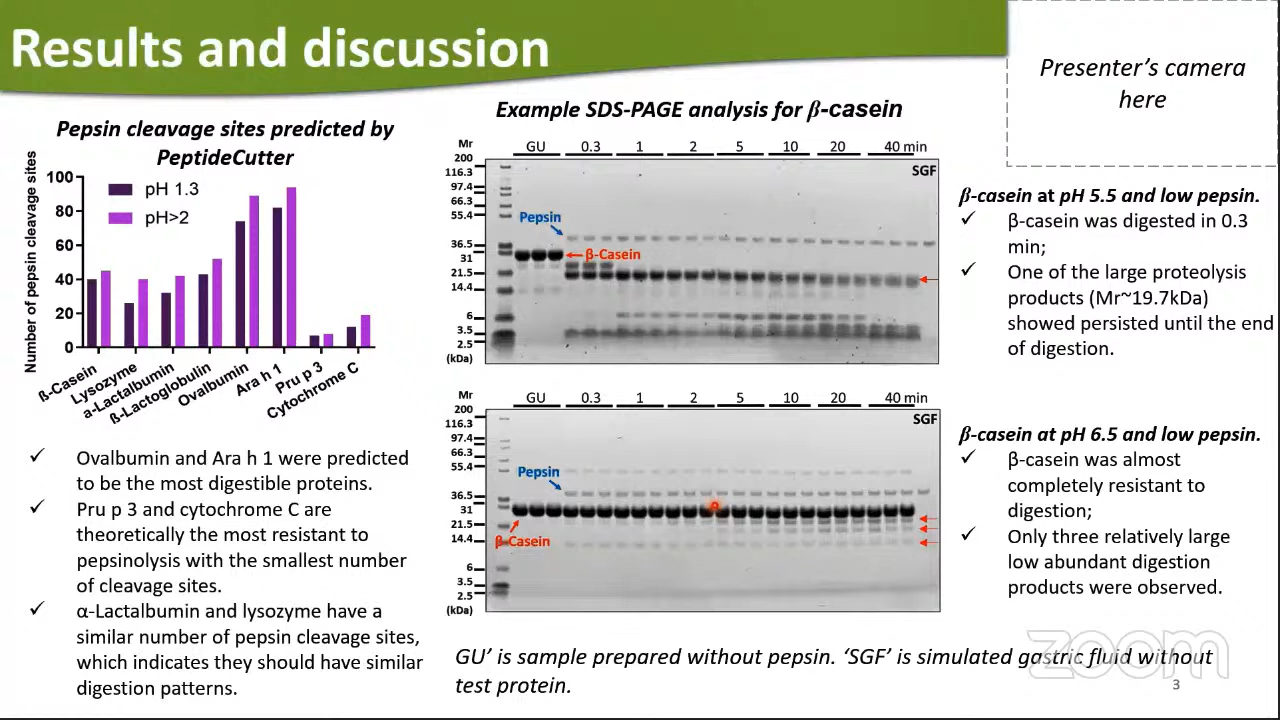 Results and discussion
Presenter's camera
here
Pepsin cleavage sites predicted by
PeptideCutter
Number of pepsin cleavage sites
100
80
60
40
20
0
pH 1.3
pH>2
ß-Casein
Lysozyme
a-Lactalbumin
ß-Lactoglobulin
Ovalbumin
Ara h 1
Pru p 3
Cytochrome C
✓ Ovalbumin and Ara h 1 were predicted
to be the most digestible proteins.
✓ Pru p 3 and cytochrome C are
theoretically the most resistant to
pepsinolysis with the smallest number
of cleavage sites.
✓ α-Lactalbumin and lysozyme have a
similar number of pepsin cleavage sites,
which indicates they should have similar
digestion patterns.
Example SDS-PAGE analysis for β-casein
Mr GU 0.3 1 2 5 10 20 40 min
200
SGF
116.3
97.4
66.3
55.4
Pepsin
36.5
31
β-Casein
21.5
14.4
6
3.5
2.5
(kDa)
Mr GU 0.3 1 2 5 10 20 40 min
200
SGF
116.3
97.4
66.3
55.4
Pepsin
36.5
31
21.5
14.4
β-Casein
6
3.5
2.5
(kDa)
β-casein at pH 5.5 and low pepsin.
✓ β-casein was digested in 0.3
min;
✓ One of the large proteolysis
products (Mr~19.7kDa)
showed persisted until the end
of digestion.
β-casein at pH 6.5 and low pepsin.
✓ β-casein was almost
completely resistant to
digestion;
✓ Only three relatively large
low abundant digestion
products were observed.
GU' is sample prepared without pepsin. 'SGF' is simulated gastric fluid without
test protein.
zoom
3